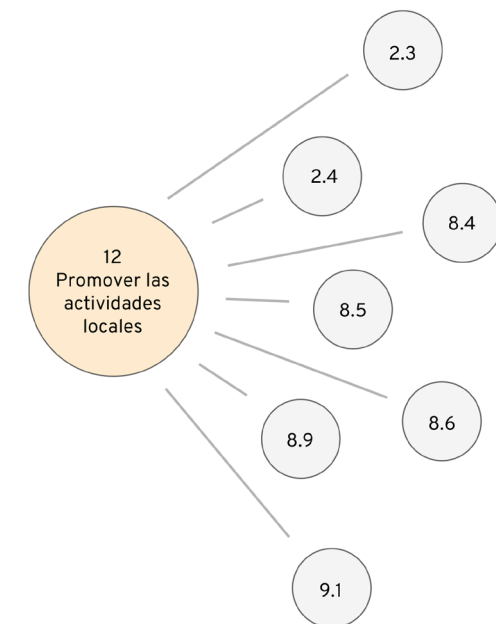 2.3
2.4
8.4
12
Promover las
actividades
locales
8.5
8.6
8.9
9.1